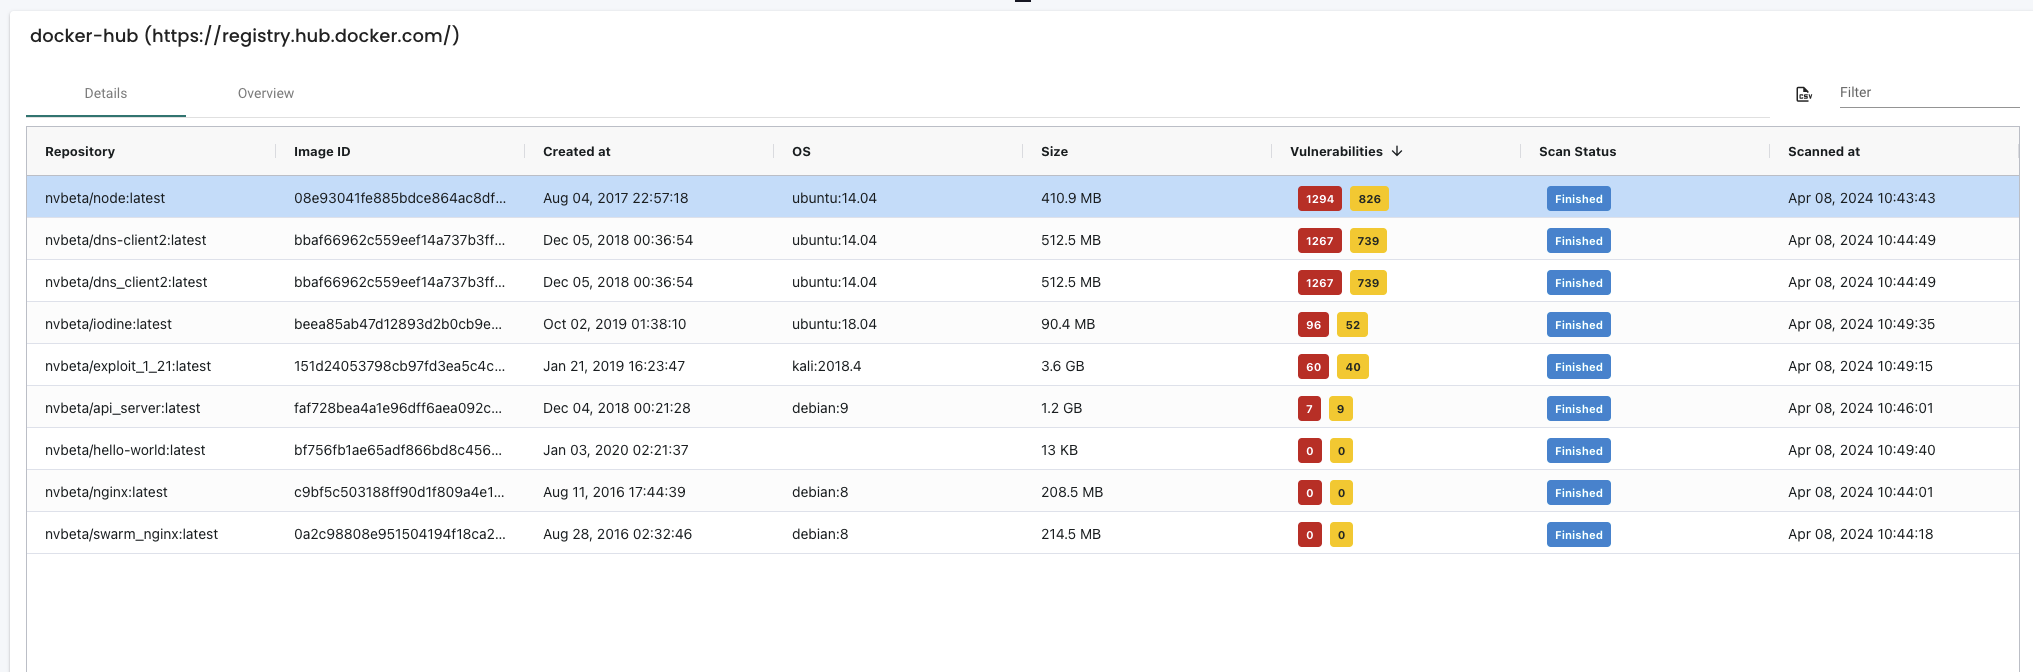 docker-hub (https://registry.hub.docker.com/)
Details Overview CSV Filter
Repository Image ID Created at OS Size Vulnerabilities Scan Status Scanned at
nvbeta/node:latest 08e93041fe885bdce864ac8df... Aug 04, 2017 22:57:18 ubuntu:14.04 410.9 MB 1294 826 Finished Apr 08, 2024 10:43:43
nvbeta/dns-client2:latest bbaf66962c559eef14a737b3ff... Dec 05, 2018 00:36:54 ubuntu:14.04 512.5 MB 1267 739 Finished Apr 08, 2024 10:44:49
nvbeta/dns_client2:latest bbaf66962c559eef14a737b3ff... Dec 05, 2018 00:36:54 ubuntu:14.04 512.5 MB 1267 739 Finished Apr 08, 2024 10:44:49
nvbeta/iodine:latest beea85ab47d12893d2b0cb9e... Oct 02, 2019 01:38:10 ubuntu:18.04 90.4 MB 96 52 Finished Apr 08, 2024 10:49:35
nvbeta/exploit_1_21:latest 151d24053798cb97fd3ea5c4c... Jan 21, 2019 16:23:47 kali:2018.4 3.6 GB 60 40 Finished Apr 08, 2024 10:49:15
nvbeta/api_server:latest faf728bea4a1e96dff6aea092c... Dec 04, 2018 00:21:28 debian:9 1.2 GB 7 9 Finished Apr 08, 2024 10:46:01
nvbeta/hello-world:latest bf756fb1ae65adf866bd8c456... Jan 03, 2020 02:21:37 13 KB 0 0 Finished Apr 08, 2024 10:49:40
nvbeta/nginx:latest c9bf5c503188ff90d1f809a4e1... Aug 11, 2016 17:44:39 debian:8 208.5 MB 0 0 Finished Apr 08, 2024 10:44:01
nvbeta/swarm_nginx:latest 0a2c98808e951504194f18ca2... Aug 28, 2016 02:32:46 debian:8 214.5 MB 0 0 Finished Apr 08, 2024 10:44:18